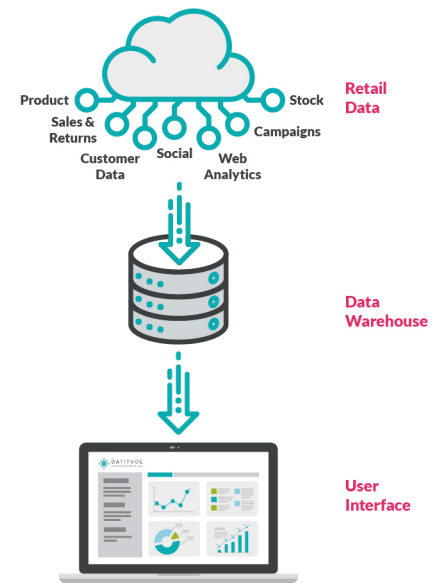 Product
Stock
Retail
Data
Sales &
Returns
Campaigns
Customer
Data
Social
Web
Analytics
Data
Warehouse
DATITUDE
User
Interface